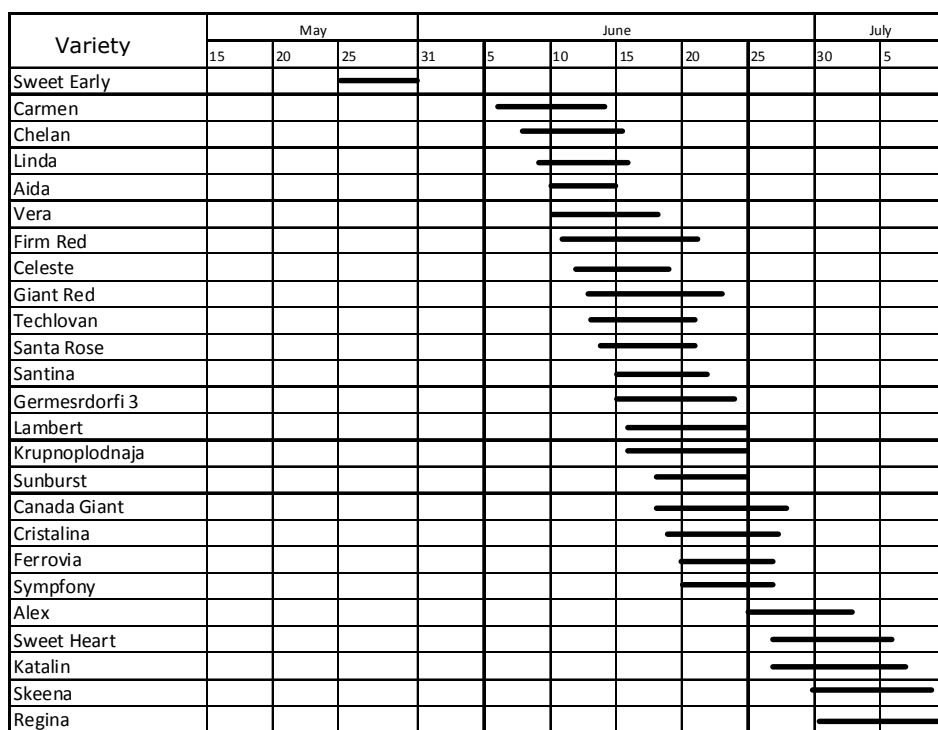 Variety
May
June
July
15
20
25
31
5
10
15
20
25
30
5
Sweet Early
Carmen
Chelan
Linda
Aida
Vera
Firm Red
Celeste
Giant Red
Techlovan
Santa Rose
Santina
Germesrdorfi 3
Lambert
Krupnoplodnaja
Sunburst
Canada Giant
Cristalina
Ferrovia
Sympfony
Alex
Sweet Heart
Katalin
Skeena
Regina